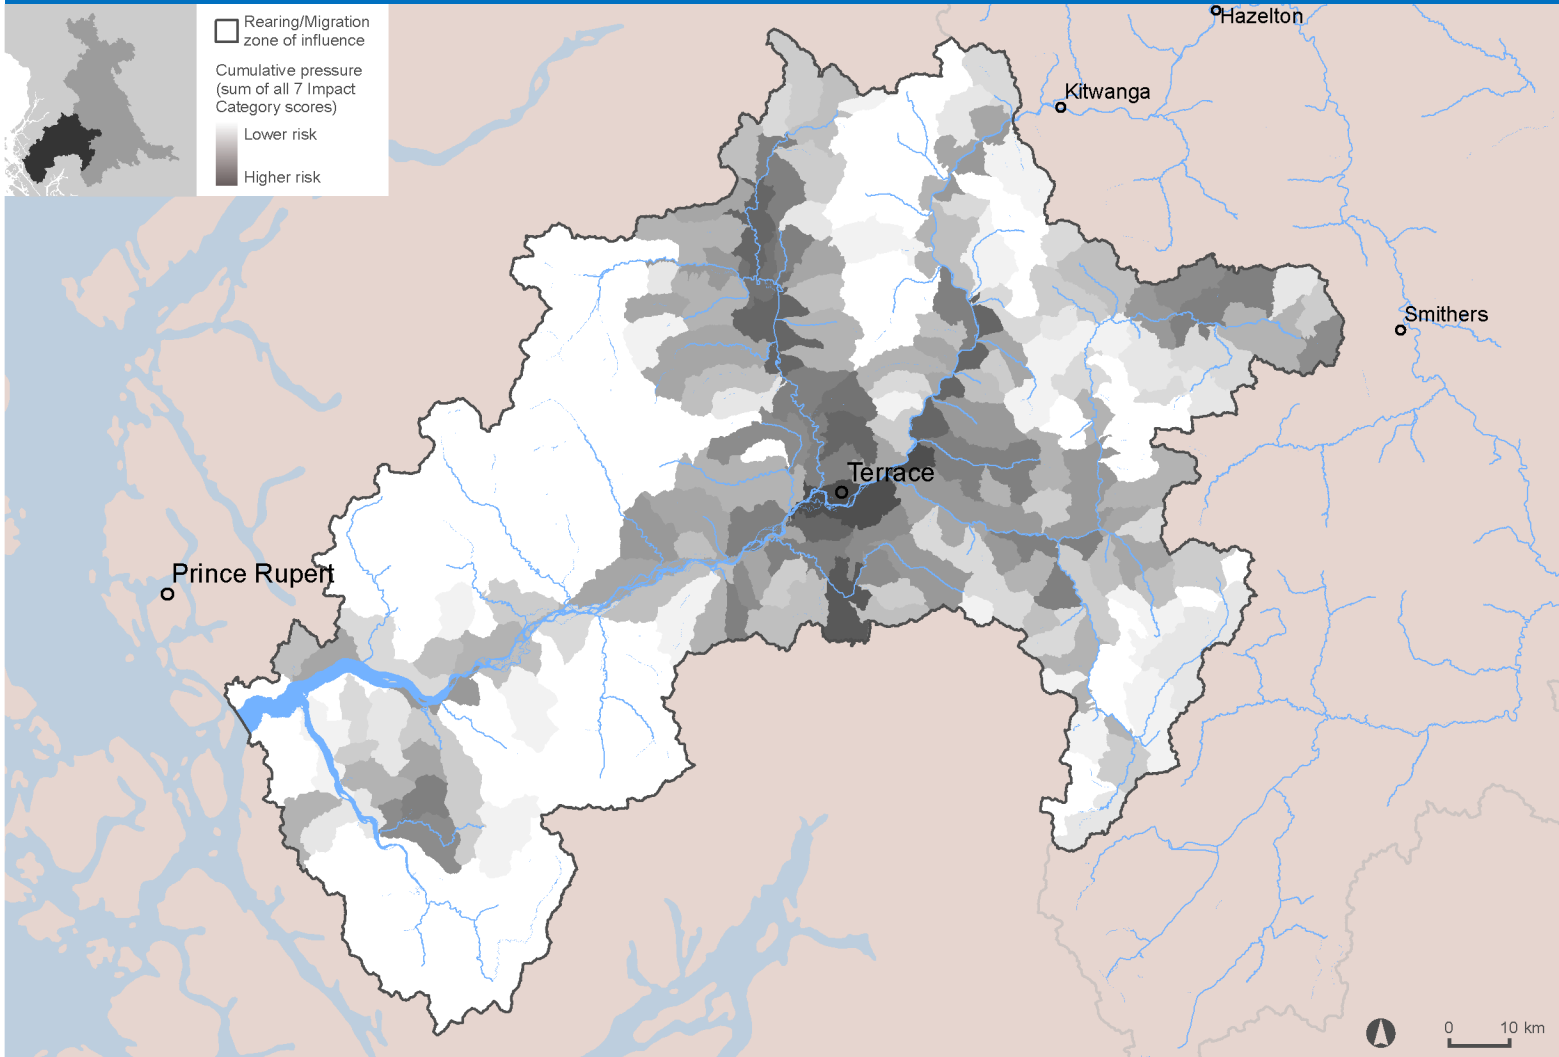 Rearing/Migration
zone of influence
Cumulative pressure
(sum of all 7 Impact
Category scores)
Lower risk
Higher risk
Hazelton
Kitwanga
Smithers
Terrace
Prince Rupert
0 10 km